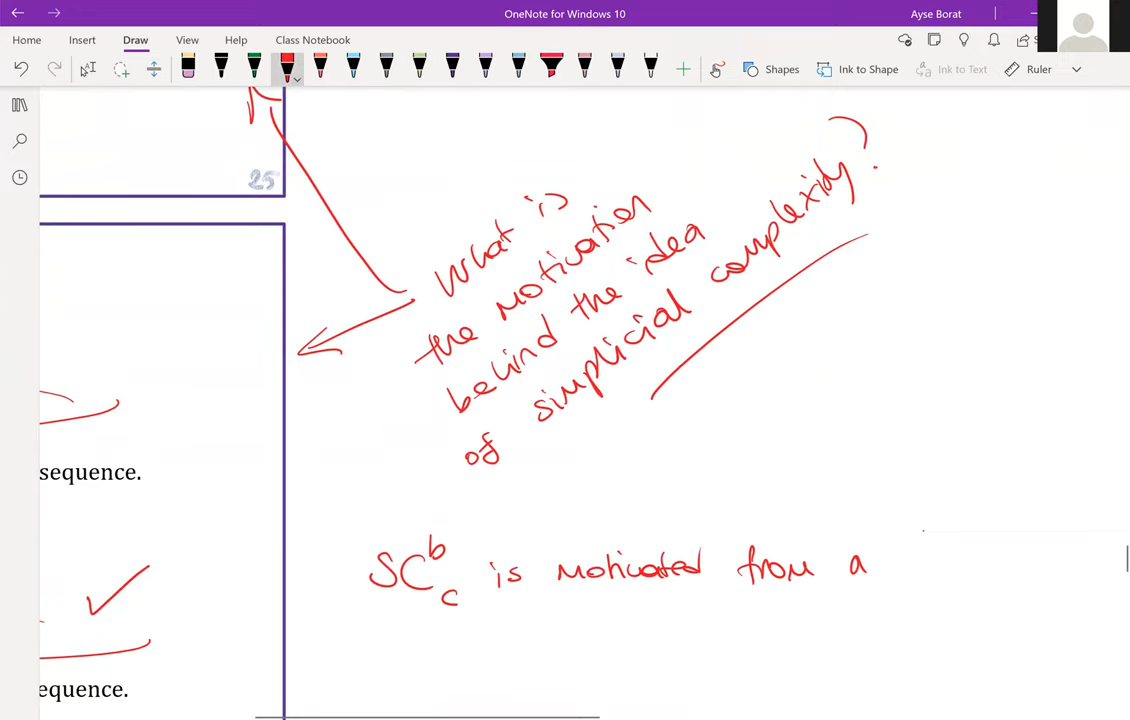 OneNote for Windows 10
Ayse Borat
Home Insert Draw View Help Class Notebook
Shapes Ink to Shape Ink to Text Ruler
25
What is
the motivation
behind the idea
of simplicial complexity?
sequence.
SC^b_c is motivated from a
equence.